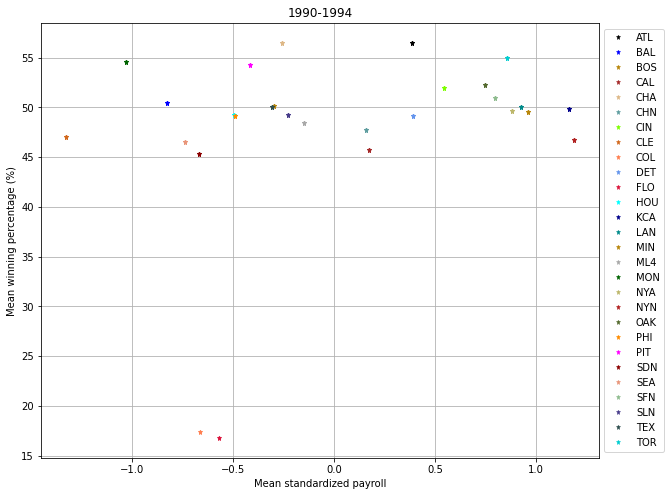 1990-1994
Mean winning percentage (%)
55
50
45
40
35
30
25
20
15
−1.0
−0.5
0.0
0.5
1.0
Mean standardized payroll
ATL
BAL
BOS
CAL
CHA
CHN
CIN
CLE
COL
DET
FLO
HOU
KCA
LAN
MIN
ML4
MON
NYA
NYN
OAK
PHI
PIT
SDN
SEA
SFN
SLN
TEX
TOR